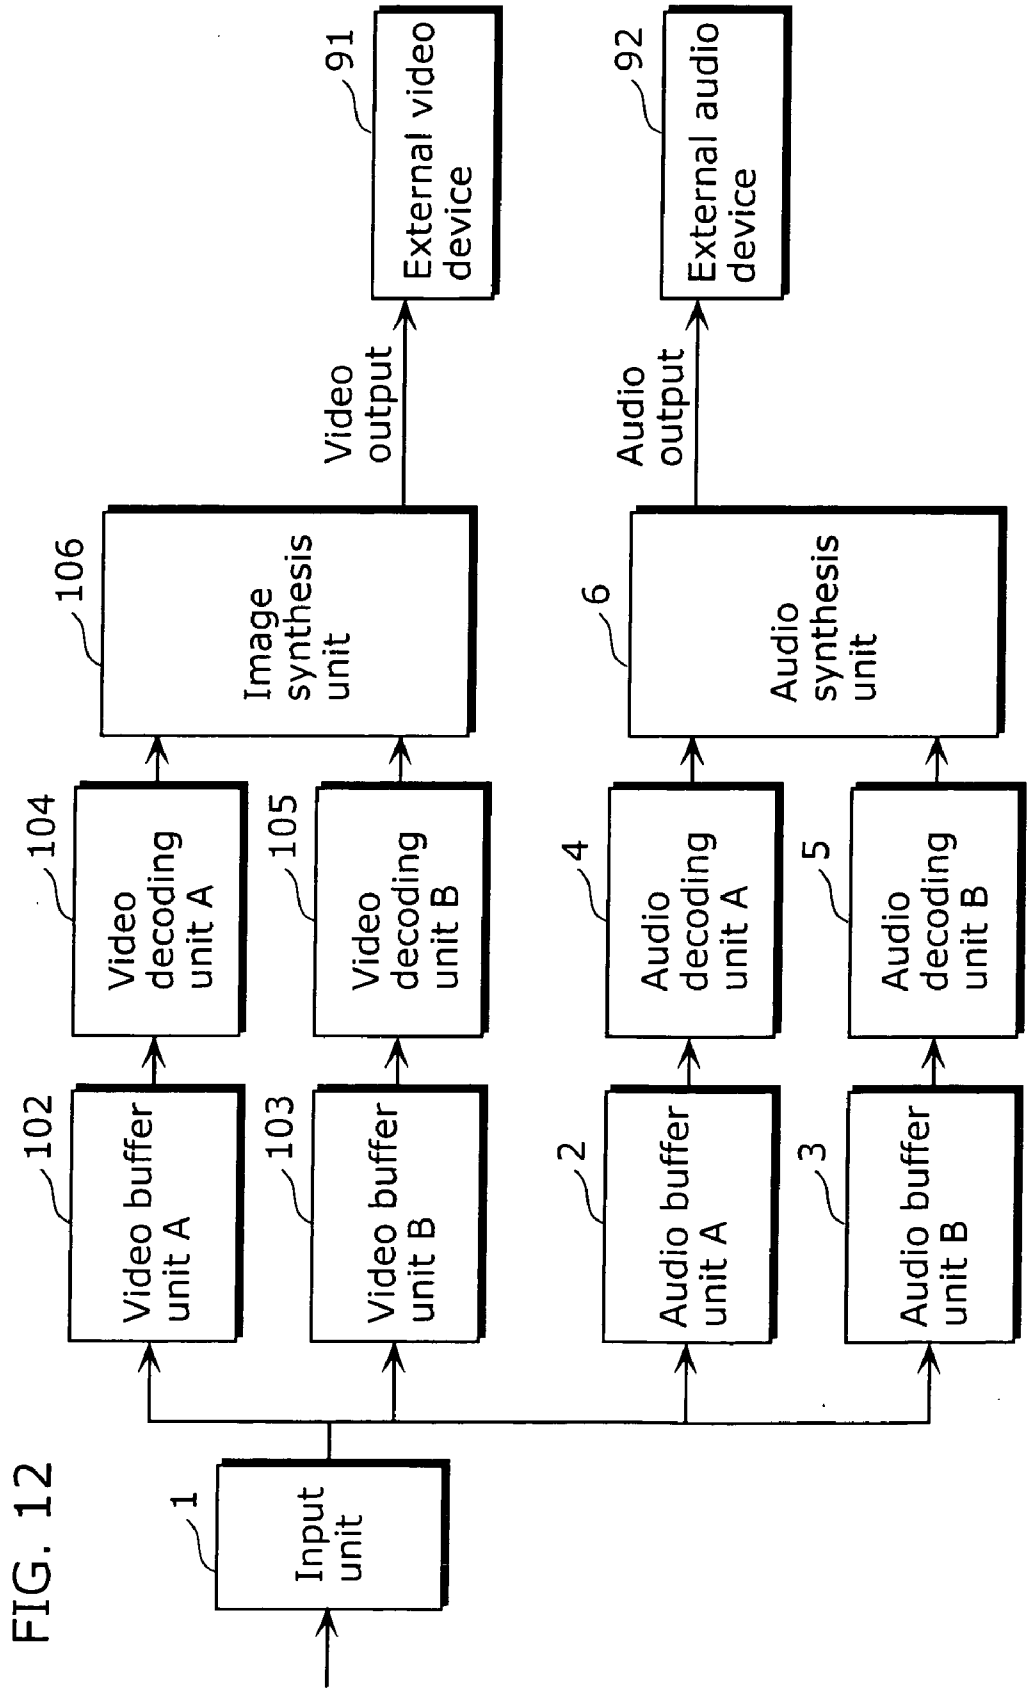 FIG. 12
1
Input
unit
102
Video buffer
unit A
104
Video
decoding
unit A
106
Image
synthesis
unit
Video
output
91
External video
device
103
Video buffer
unit B
105
Video
decoding
unit B
2
Audio buffer
unit A
4
Audio
decoding
unit A
6
Audio
synthesis
unit
Audio
output
92
External audio
device
3
Audio buffer
unit B
5
Audio
decoding
unit B